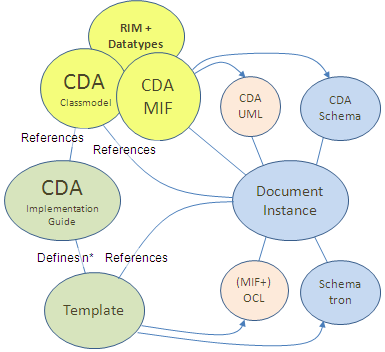 RIM +
Datatypes
CDA
Classmodel
CDA
MIF
CDA
UML
CDA
Schema
References
References
CDA
Implementation
Guide
Document
Instance
Defines n*
References
Template
(MIF+)
OCL
Schema
tron